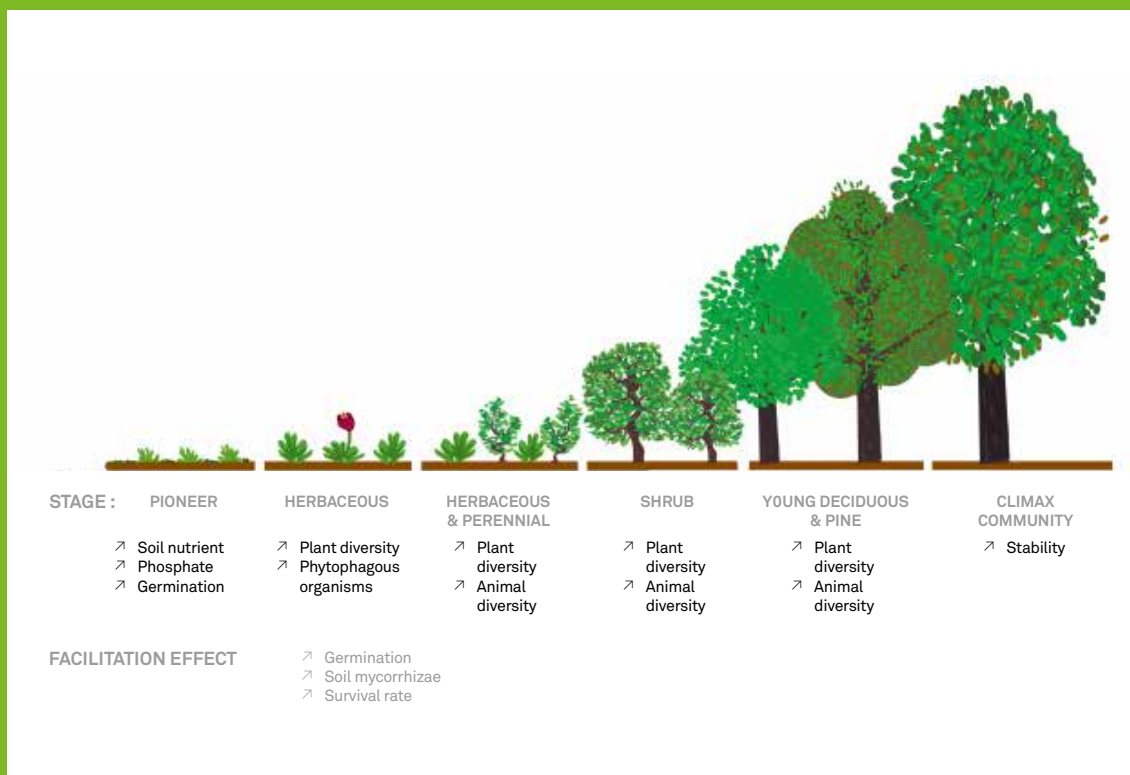 STAGE :
PIONEER
↗ Soil nutrient
↗ Phosphate
↗ Germination
HERBACEOUS
↗ Plant diversity
↗ Phytophagous
organisms
HERBACEOUS
& PERENNIAL
↗ Plant
diversity
↗ Animal
diversity
SHRUB
↗ Plant
diversity
↗ Animal
diversity
Y0UNG DECIDUOUS
& PINE
↗ Plant
diversity
↗ Animal
diversity
CLIMAX
COMMUNITY
↗ Stability
FACILITATION EFFECT
↗ Germination
↗ Soil mycorrhizae
↗ Survival rate